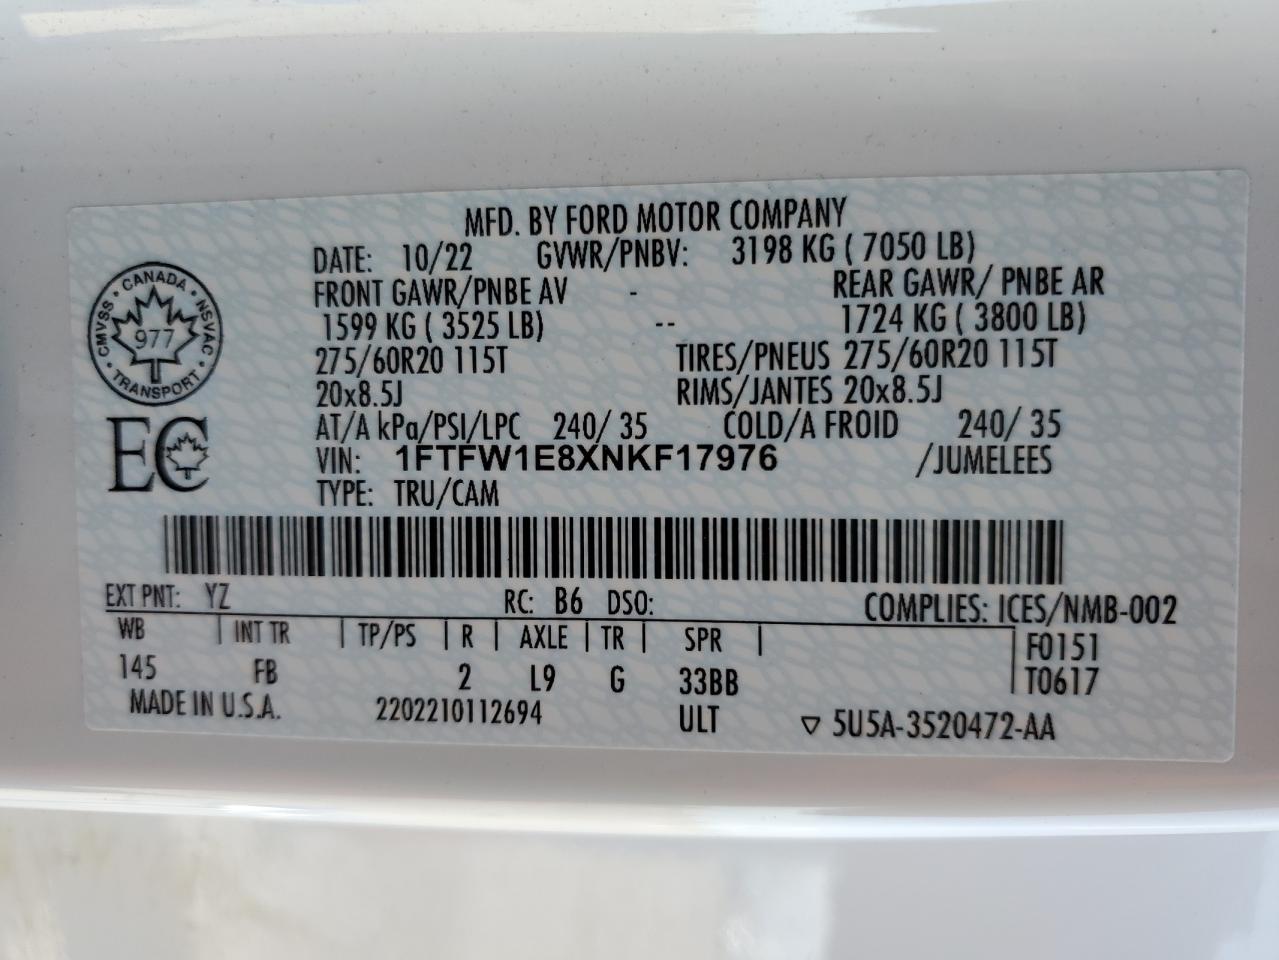 MFD. BY FORD MOTOR COMPANY
DATE: 10/22 GVWR/PNBV: 3198 KG ( 7050 LB)
FRONT GAWR/PNBE AV - REAR GAWR/ PNBE AR
1599 KG ( 3525 LB) -- 1724 KG ( 3800 LB)
275/60R20 115T TIRES/PNEUS 275/60R20 115T
20x8.5J RIMS/JANTES 20x8.5J
AT/A kPa/PSI/LPC 240/ 35 COLD/A FROID 240/ 35
VIN: 1FTFW1E8XNKF17976 /JUMELEES
TYPE: TRU/CAM
CANADA
CMVSS · NSVAC
977
TRANSPORT
EC
EXT PNT: YZ RC: B6 DSO: COMPLIES: ICES/NMB-002
WB | INT TR | TP/PS | R | AXLE | TR | SPR | F0151
145 FB 2 L9 G 33BB T0617
MADE IN U.S.A. 2202210112694 ULT ▽ 5U5A-3520472-AA